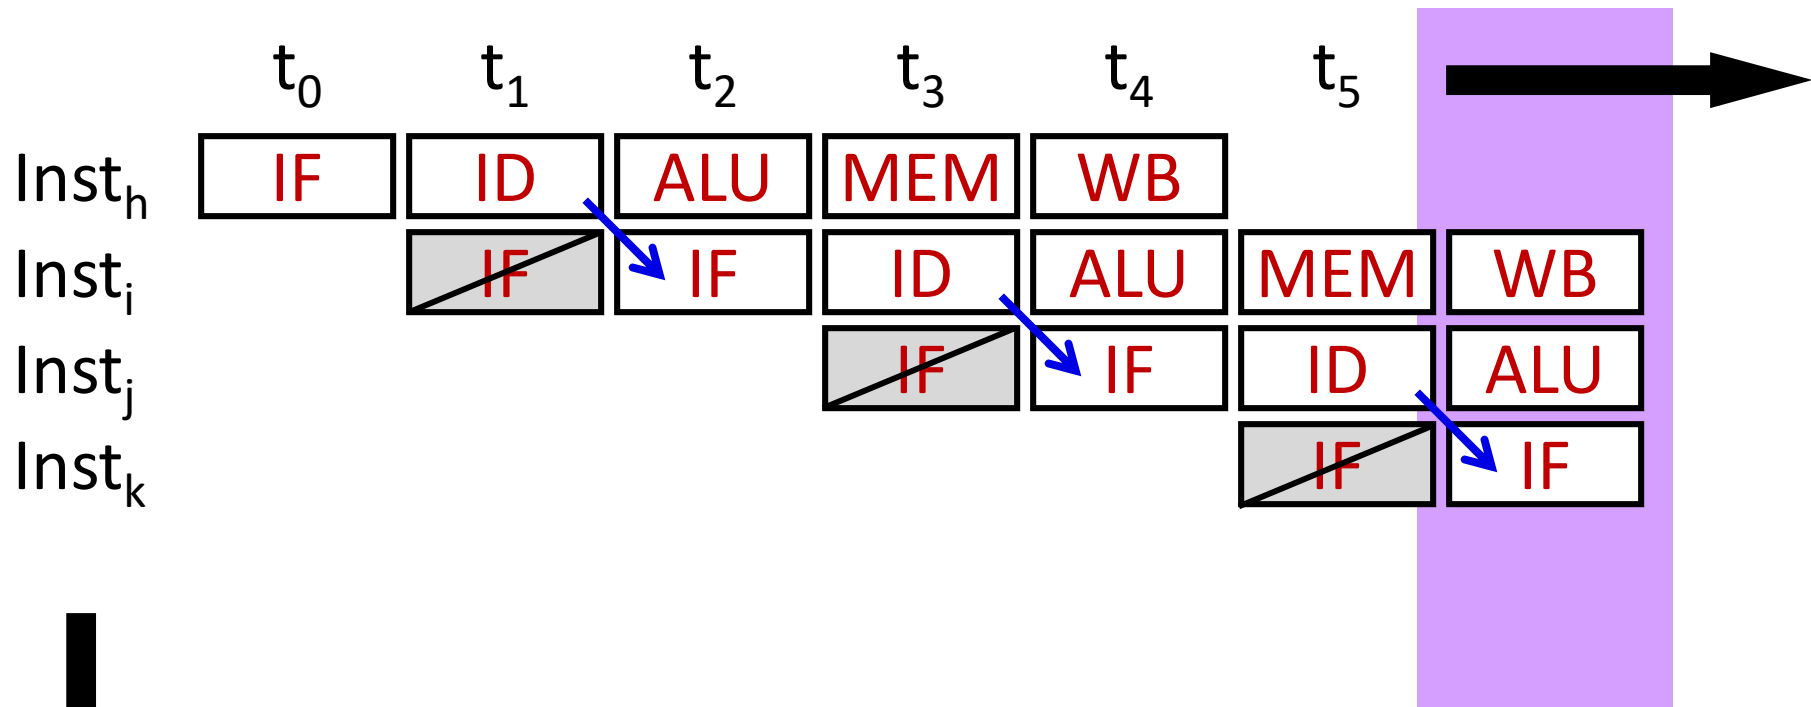 t₀ t₁ t₂ t₃ t₄ t₅
Instₕ IF ID ALU MEM WB
Instᵢ IF IF ID ALU MEM WB
Instⱼ IF IF ID ALU
Instₖ IF IF